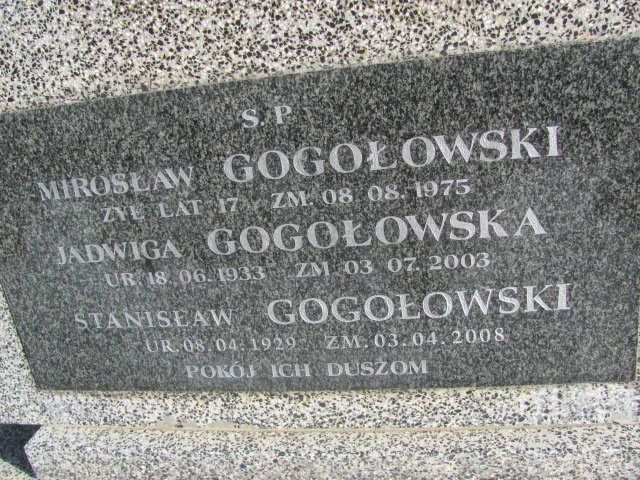 S. P
MIROSŁAW GOGOŁOWSKI
ŻYŁ LAT 17 ZM. 08 08. 1975
JADWIGA GOGOŁOWSKA
UR. 18. 06. 1933 ZM. 03 07. 2003
STANISŁAW GOGOŁOWSKI
UR. 08. 04. 1929 ZM. 03. 04. 2008
POKÓJ ICH DUSZOM